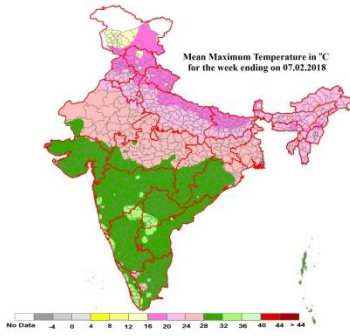 Mean Maximum Temperature in °C
for the week ending on 07.02.2018
No Data -4 0 4 8 12 16 20 24 28 32 36 40 44 > 44